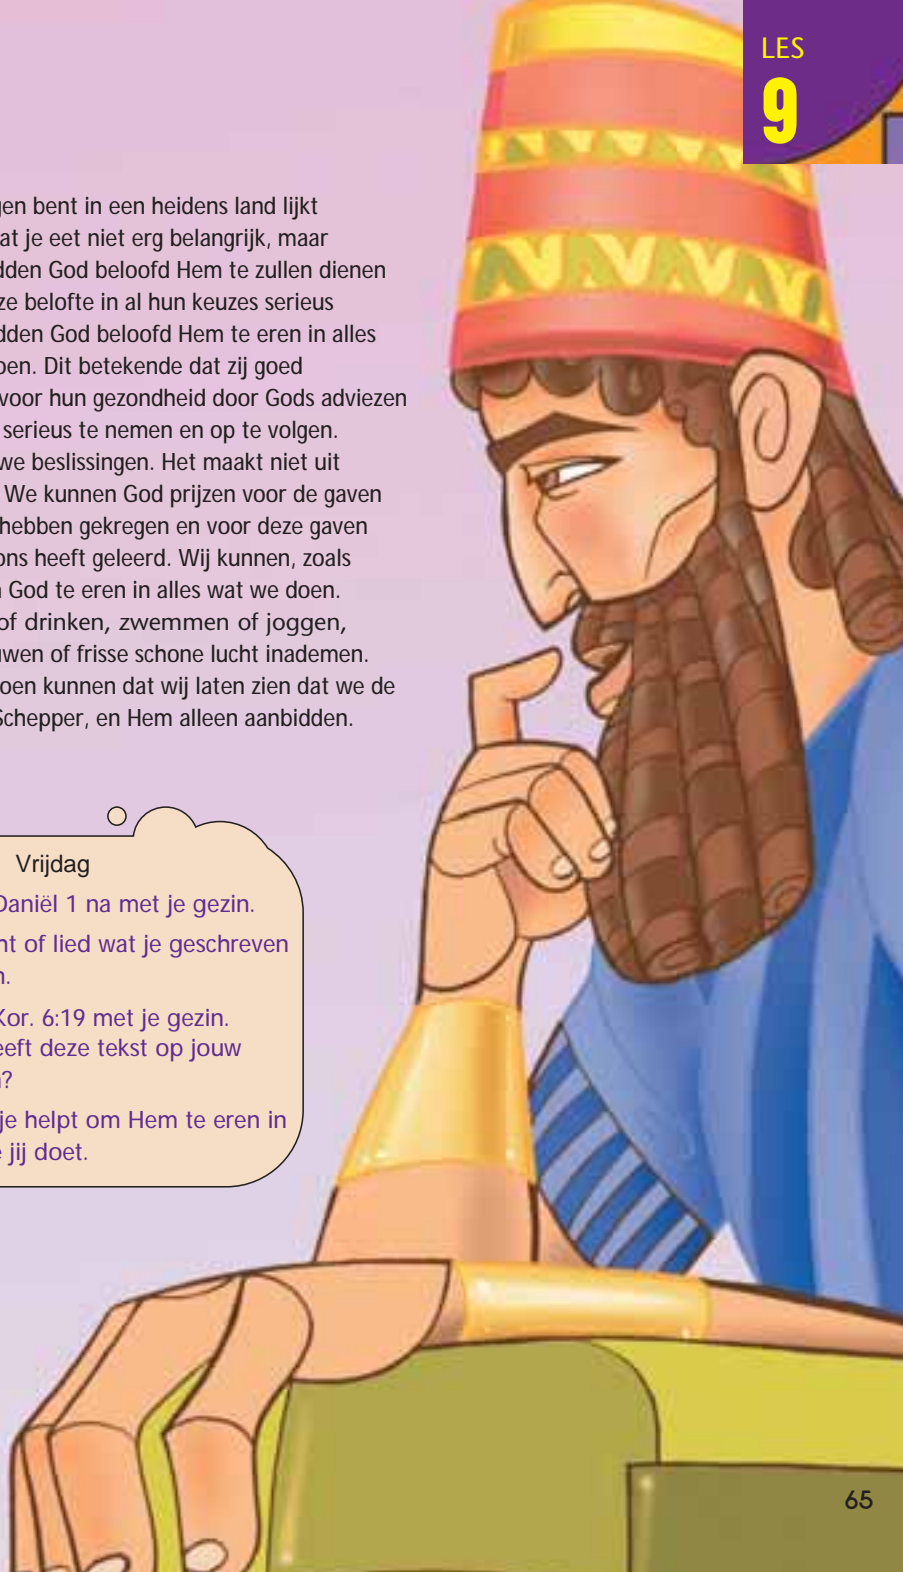 LES
9
gen bent in een heidens land lijkt
at je eet niet erg belangrijk, maar
dden God beloofd Hem te zullen dienen
ze belofte in al hun keuzes serieus
dden God beloofd Hem te eren in alles
oen. Dit betekende dat zij goed
voor hun gezondheid door Gods adviezen
serieus te nemen en op te volgen.
we beslissingen. Het maakt niet uit
We kunnen God prijzen voor de gaven
hebben gekregen en voor deze gaven
ons heeft geleerd. Wij kunnen, zoals
God te eren in alles wat we doen.
of drinken, zwemmen of joggen,
uwen of frisse schone lucht inademen.
oen kunnen dat wij laten zien dat we de
Schepper, en Hem alleen aanbidden.
Vrijdag
Daniël 1 na met je gezin.
ht of lied wat je geschreven
n.
Kor. 6:19 met je gezin.
eeft deze tekst op jouw
?
je helpt om Hem te eren in
e jij doet.
65